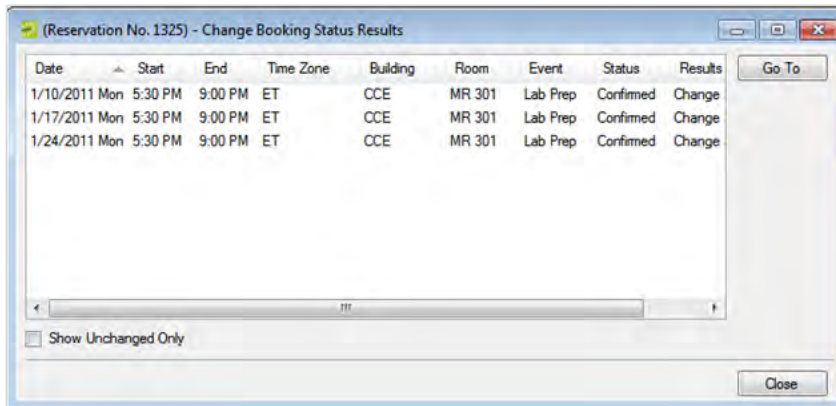 (Reservation No. 1325) - Change Booking Status Results
Date Start End Time Zone Building Room Event Status Results Go To
1/10/2011 Mon 5:30 PM 9:00 PM ET CCE MR 301 Lab Prep Confirmed Change
1/17/2011 Mon 5:30 PM 9:00 PM ET CCE MR 301 Lab Prep Confirmed Change
1/24/2011 Mon 5:30 PM 9:00 PM ET CCE MR 301 Lab Prep Confirmed Change
Show Unchanged Only
Close